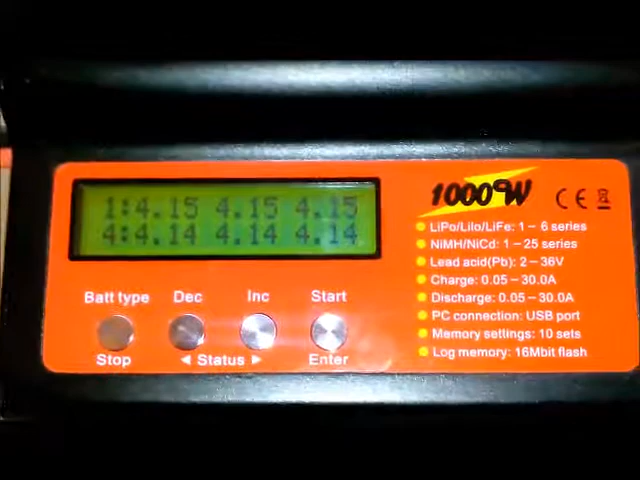 1:4.15 4.15 4.15
4:4.14 4.14 4.14
Batt type Dec Inc Start
Stop ◄ Status ► Enter
1000W CE
LiPo/Lilo/LiFe: 1-6 series
NiMH/NiCd: 1-25 series
Lead acid(Pb): 2-36V
Charge: 0.05-30.0A
Discharge: 0.05-30.0A
PC connection: USB port
Memory settings: 10 sets
Log memory: 16Mbit flash